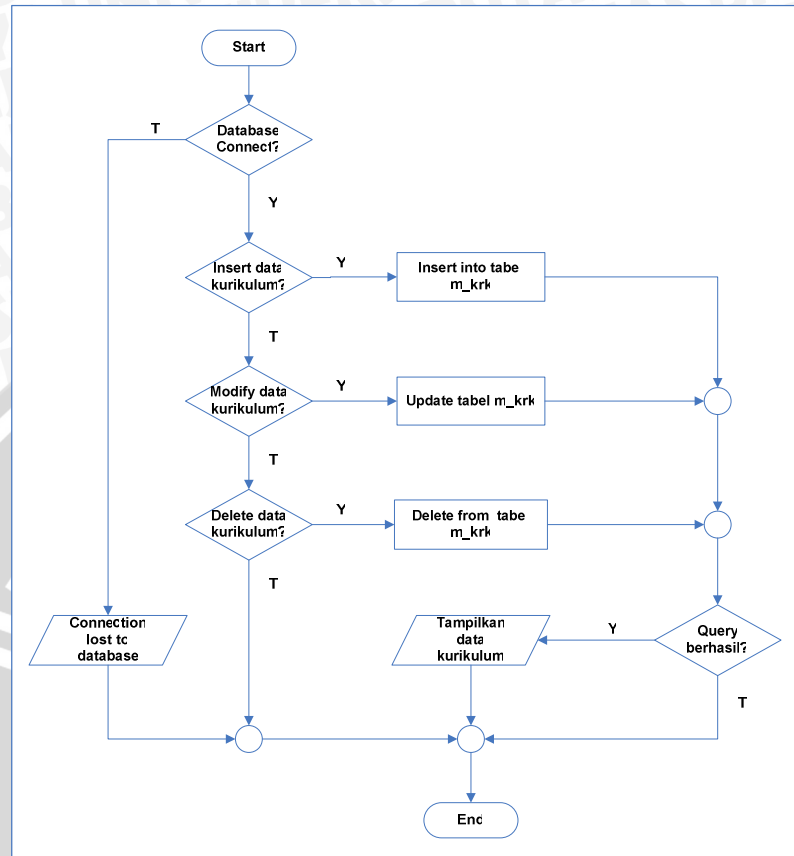 Start
T
Database
Connect?
Y
Insert data
kurikulum?
Y
Insert into tabe
m_krk
T
Modify data
kurikulum?
Y
Update tabel m_krk
T
Delete data
kurikulum?
Y
Delete from tabe
m_krk
T
Connection
lost to
database
Tampilkan
data
kurikulum
Y
Query
berhasil?
T
End